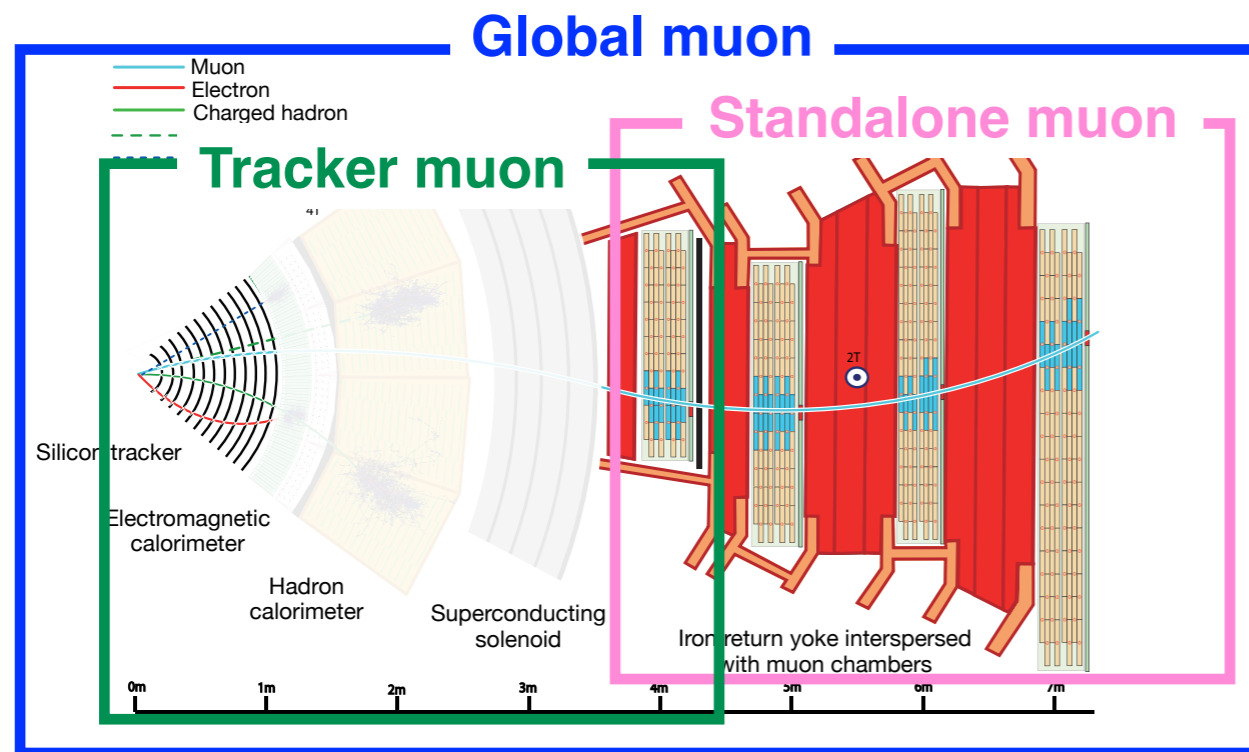 Global muon
Muon
Electron
Charged hadron
Standalone muon
Tracker muon
2T
Silicon tracker
Electromagnetic
calorimeter
Hadron
calorimeter
Superconducting
solenoid
Iron return yoke interspersed
with muon chambers
0m 1m 2m 3m 4m 5m 6m 7m